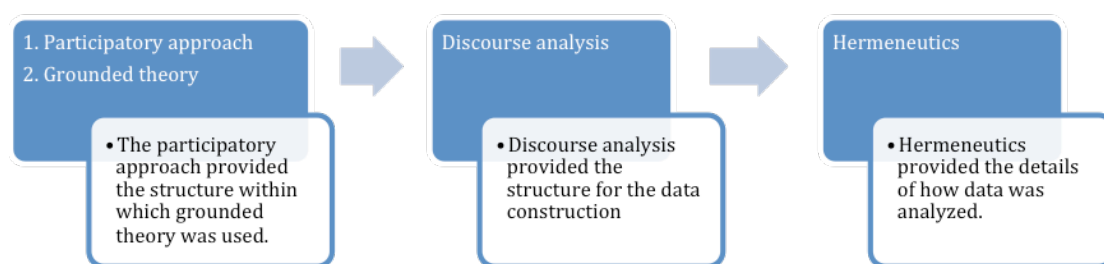 1. Participatory approach
2. Grounded theory
• The participatory
approach provided
the structure within
which grounded
theory was used.
Discourse analysis
• Discourse analysis
provided the
structure for the data
construction
Hermeneutics
• Hermeneutics
provided the details
of how data was
analyzed.